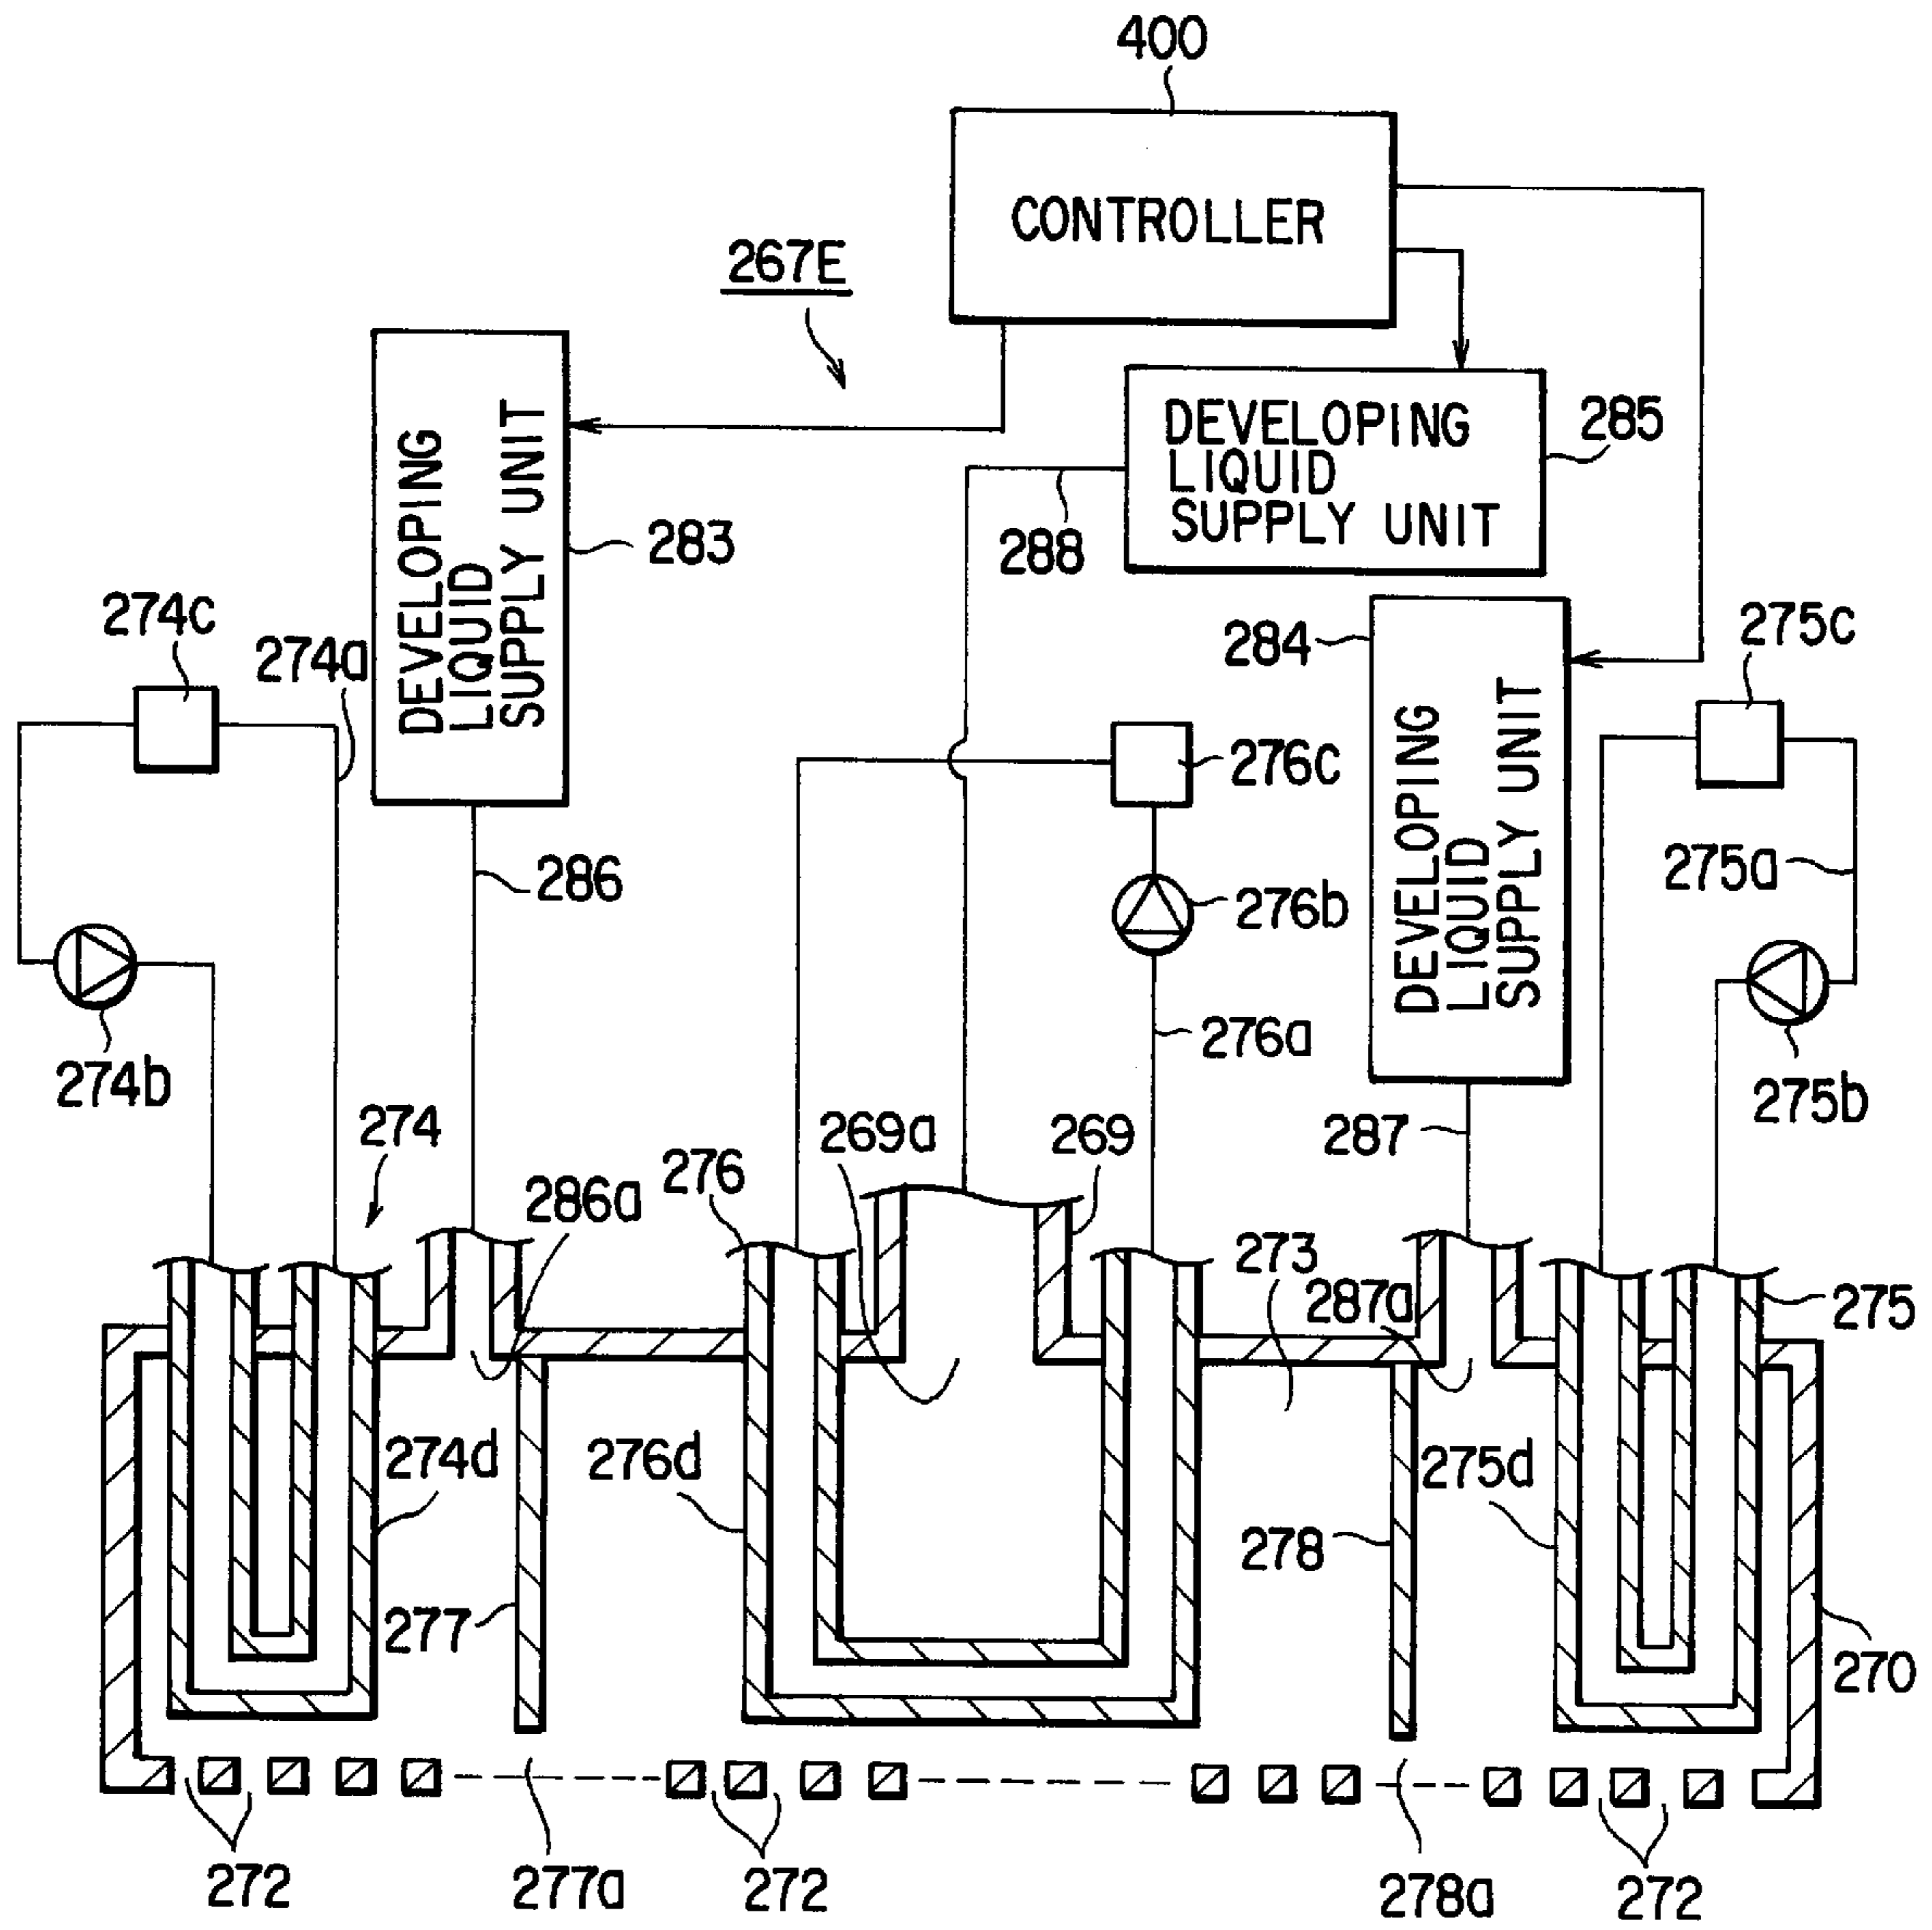 400
CONTROLLER
267E
DEVELOPING
LIQUID
SUPPLY UNIT
285
288
DEVELOPING
LIQUID
SUPPLY UNIT
283
274c
274a
284
275c
DEVELOPING
LIQUID
SUPPLY UNIT
276c
286
275a
276b
276a
274b
275b
274
269a
269
287
276
286a
273
287a
275
274d
276d
275d
278
277
270
272
277a
272
278a
272